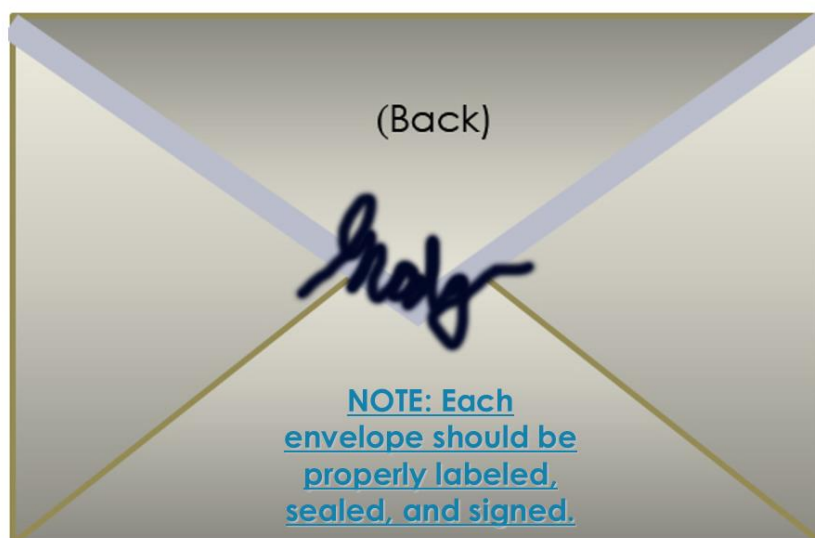 (Back)
NOTE: Each
envelope should be
properly labeled,
sealed, and signed.